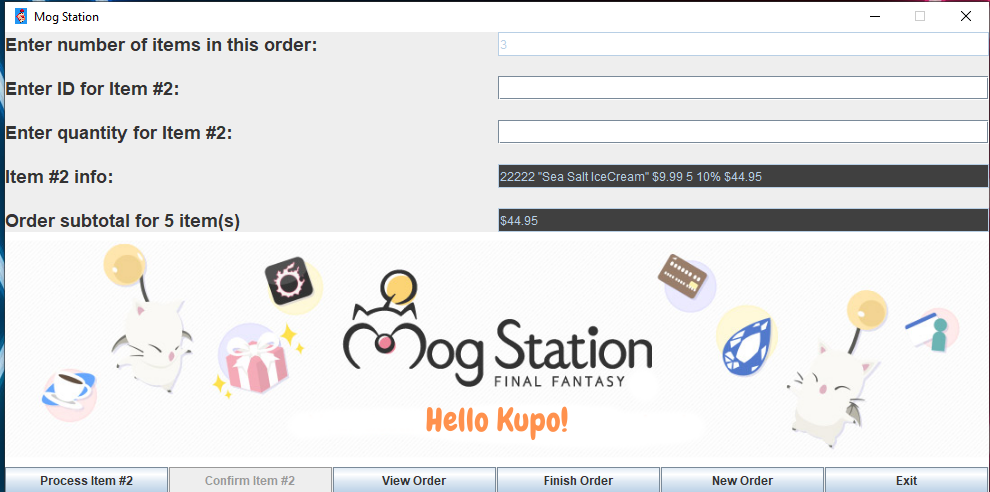 Mog Station
Enter number of items in this order: 3
Enter ID for Item #2:
Enter quantity for Item #2:
Item #2 info: 22222 "Sea Salt IceCream" $9.99 5 10% $44.95
Order subtotal for 5 item(s) $44.95
Mog Station
FINAL FANTASY
Hello Kupo!
Process Item #2 Confirm Item #2 View Order Finish Order New Order Exit